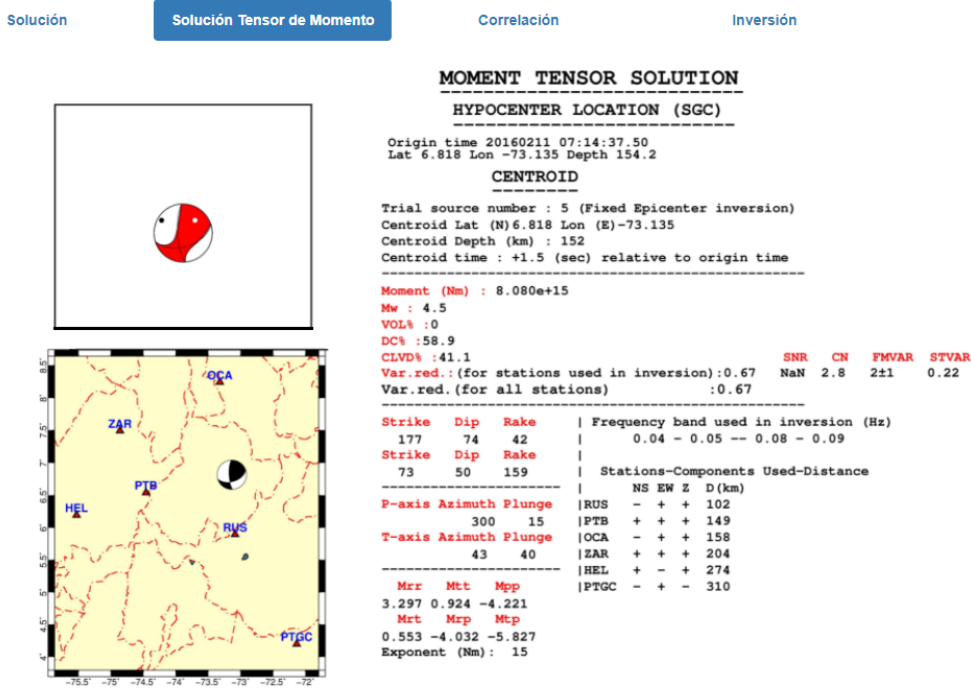 Solución Solución Tensor de Momento Correlación Inversión
MOMENT TENSOR SOLUTION
HYPOCENTER LOCATION (SGC)
Origin time 20160211 07:14:37.50
Lat 6.818 Lon -73.135 Depth 154.2
CENTROID
Trial source number : 5 (Fixed Epicenter inversion)
Centroid Lat (N)6.818 Lon (E)-73.135
Centroid Depth (km) : 152
Centroid time : +1.5 (sec) relative to origin time
Moment (Nm) : 8.080e+15
Mw : 4.5
VOL% :0
DC% :58.9
CLVD% :41.1 SNR CN FMVAR STVAR
Var.red.:(for stations used in inversion):0.67 NaN 2.8 2±1 0.22
Var.red.(for all stations) :0.67
Strike Dip Rake | Frequency band used in inversion (Hz)
177 74 42 | 0.04 - 0.05 -- 0.08 - 0.09
Strike Dip Rake |
73 50 159 | Stations-Components Used-Distance
| NS EW Z D(km)
P-axis Azimuth Plunge |RUS - + + 102
300 15 |PTB + + + 149
T-axis Azimuth Plunge |OCA - + + 158
43 40 |ZAR + + + 204
|HEL + - + 274
Mrr Mtt Mpp |PTGC - + - 310
3.297 0.924 -4.221
Mrt Mrp Mtp
0.553 -4.032 -5.827
Exponent (Nm): 15
OCA
ZAR
PTB
HEL
RUS
PTGC
8.5
8
7.5
7
6.5
6
5.5
5
4.5
4
-75.5 -75 -74.5 -74 -73.5 -73 -72.5 -72